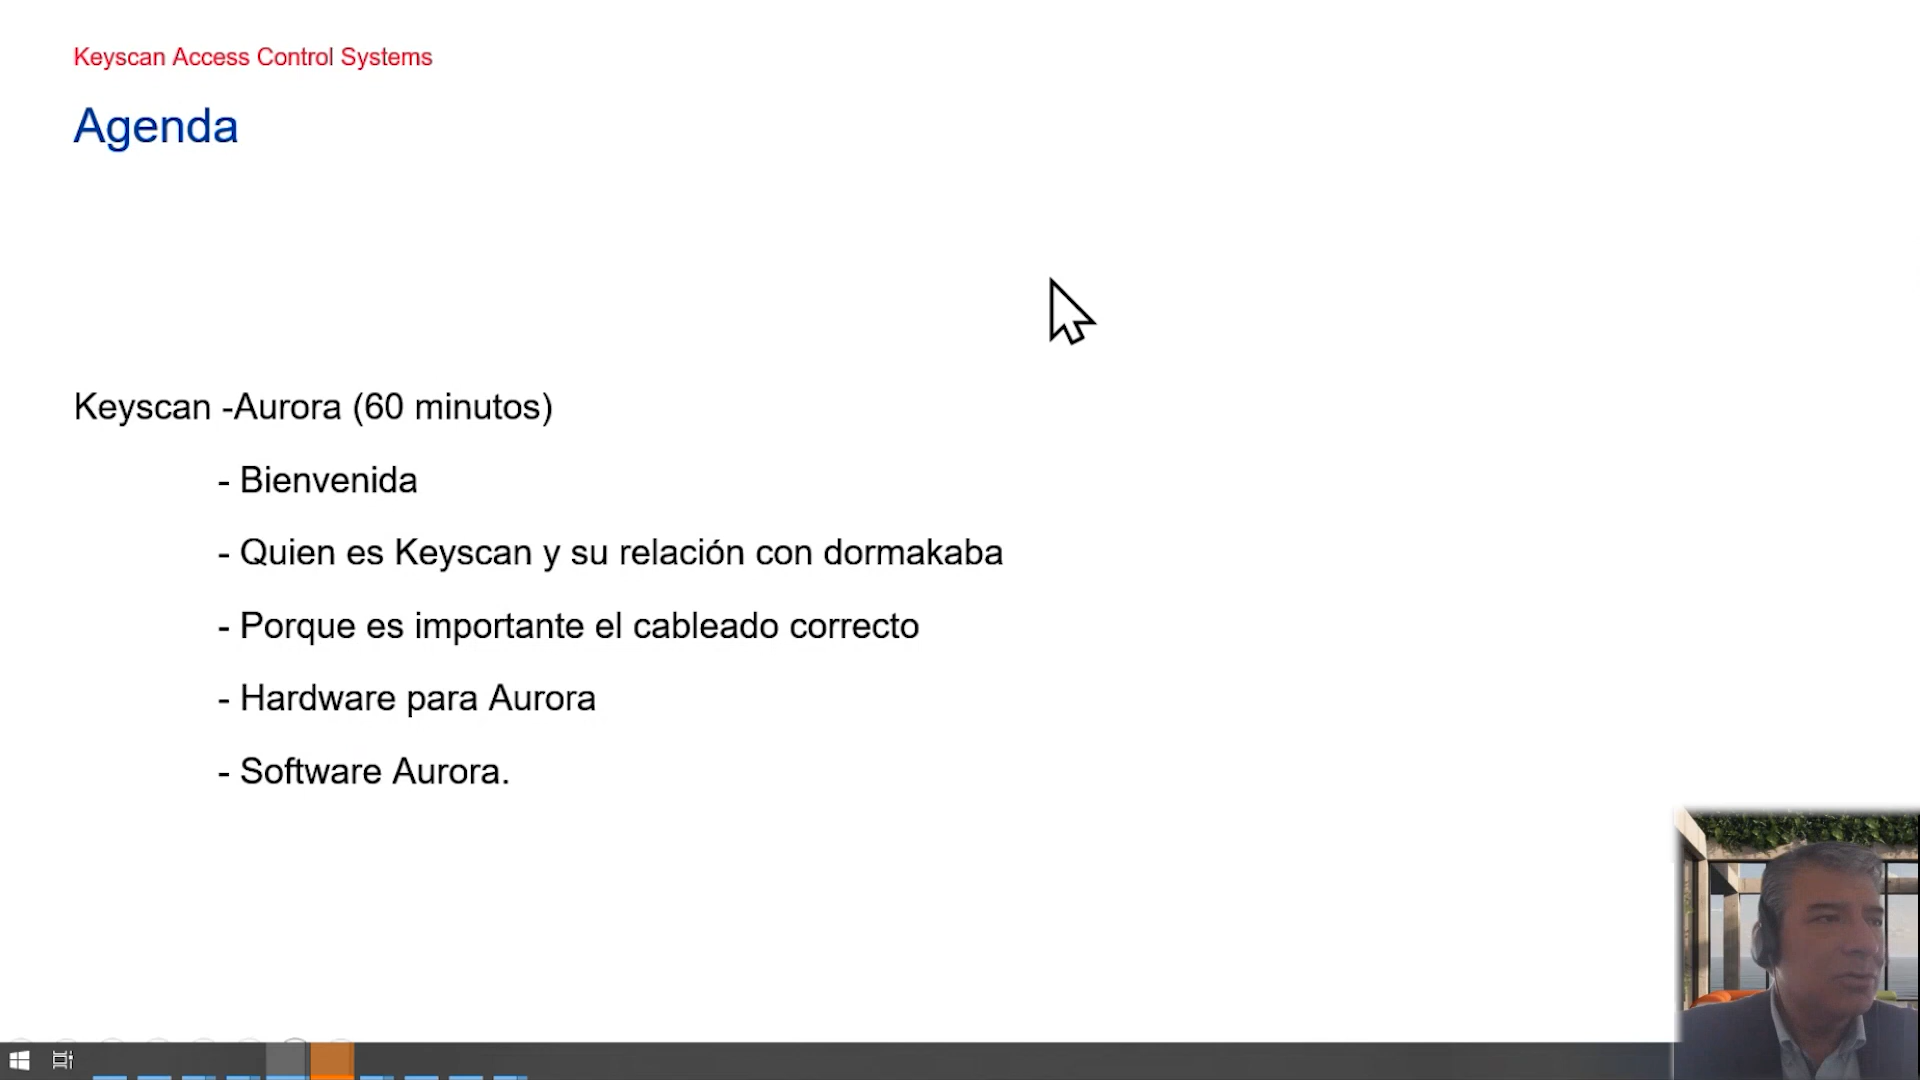 Keyscan Access Control Systems
Agenda
Keyscan -Aurora (60 minutos)
- Bienvenida
- Quien es Keyscan y su relación con dormakaba
- Porque es importante el cableado correcto
- Hardware para Aurora
- Software Aurora.